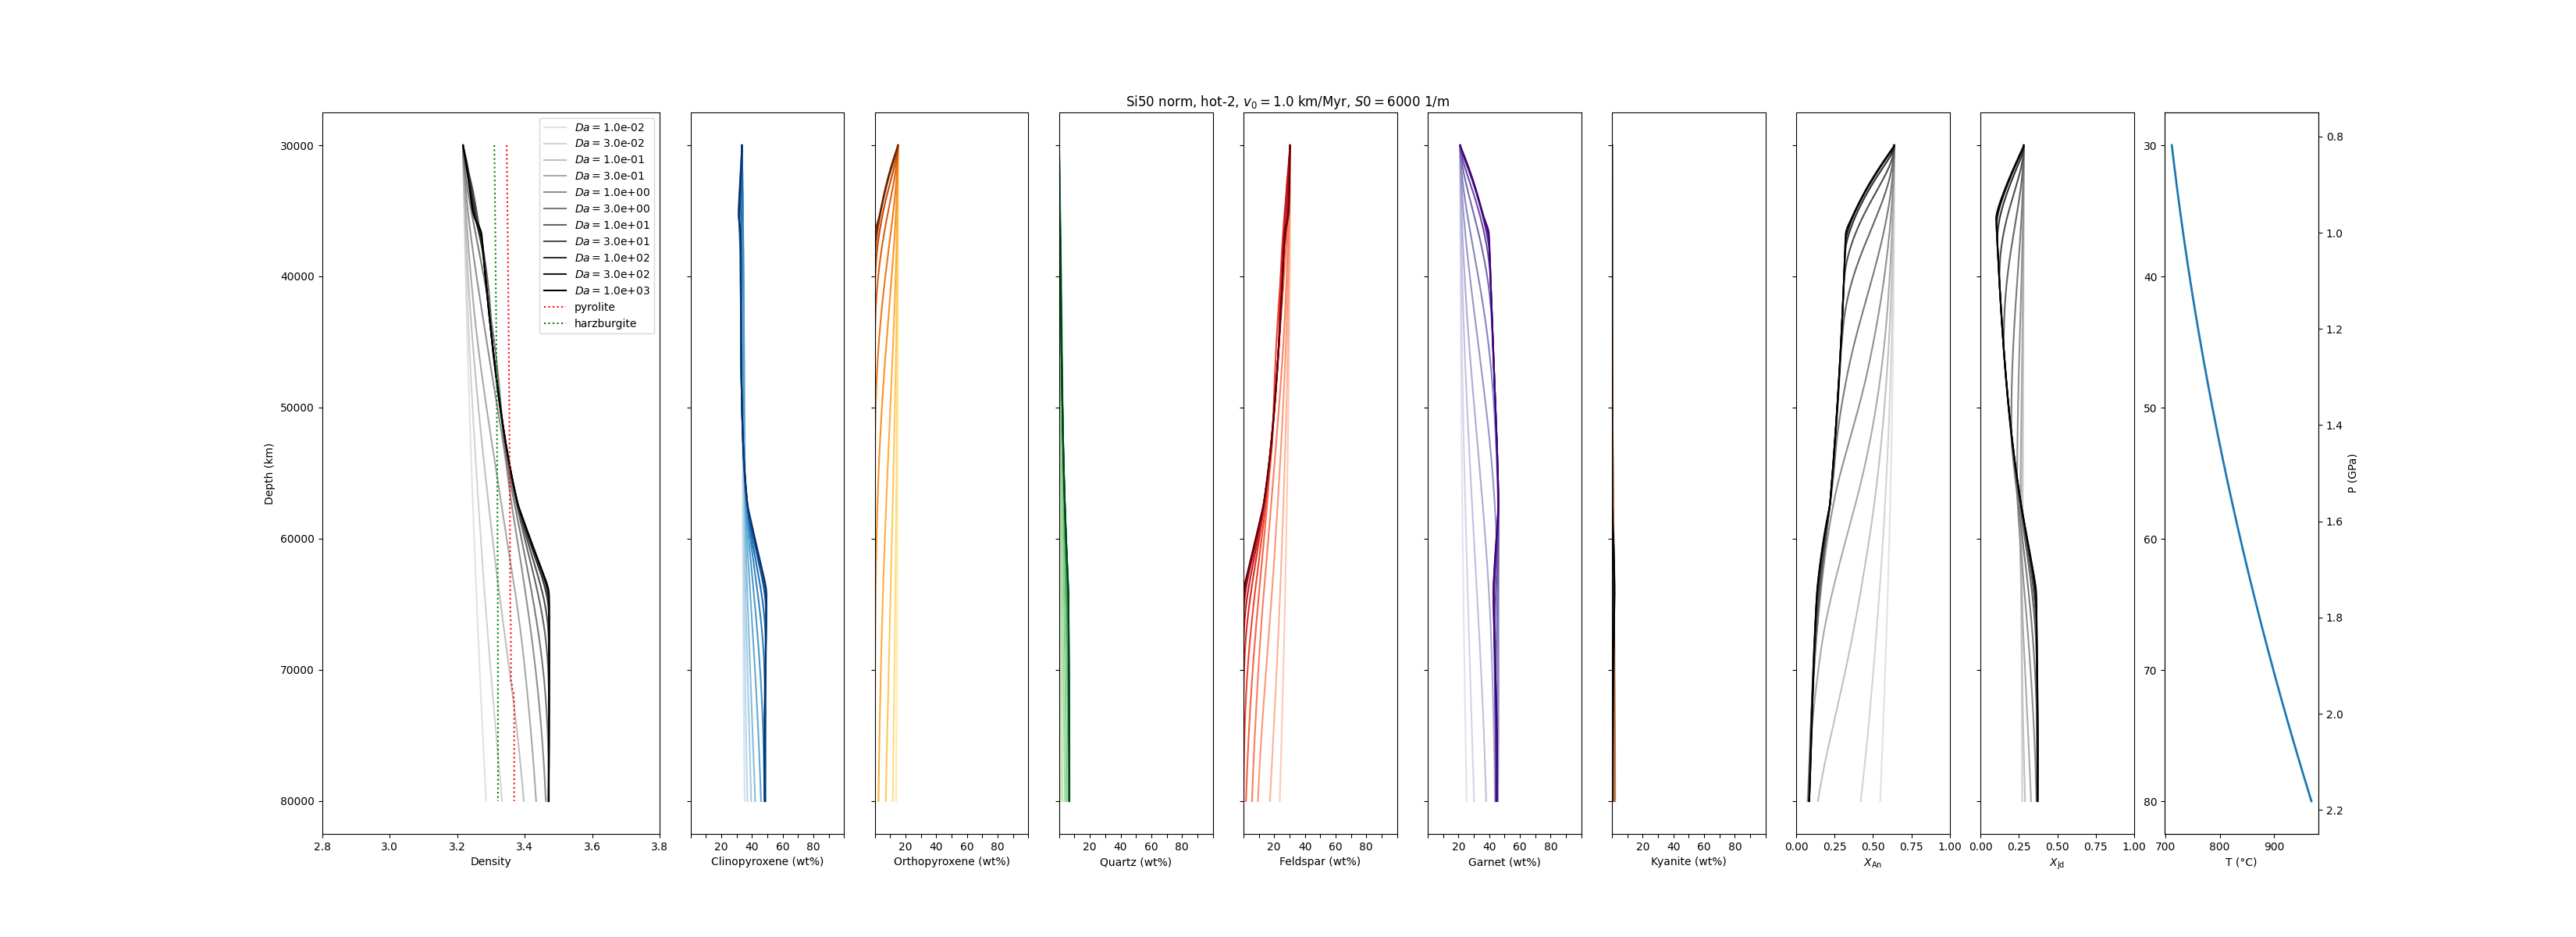 Si50 norm, hot-2, v₀ = 1.0 km/Myr, S0 = 6000 1/m
Da = 1.0e-02
Da = 3.0e-02
Da = 1.0e-01
Da = 3.0e-01
Da = 1.0e+00
Da = 3.0e+00
Da = 1.0e+01
Da = 3.0e+01
Da = 1.0e+02
Da = 3.0e+02
Da = 1.0e+03
pyrolite
harzburgite
30000
40000
50000
60000
70000
80000
Depth (km)
2.8 3.0 3.2 3.4 3.6 3.8
Density
20 40 60 80
Clinopyroxene (wt%)
20 40 60 80
Orthopyroxene (wt%)
20 40 60 80
Quartz (wt%)
20 40 60 80
Feldspar (wt%)
20 40 60 80
Garnet (wt%)
20 40 60 80
Kyanite (wt%)
0.00 0.25 0.50 0.75 1.00
X_An
0.00 0.25 0.50 0.75 1.00
X_Jd
30
40
50
60
70
80
700 800 900
T (°C)
0.8
1.0
1.2
1.4
1.6
1.8
2.0
2.2
P (GPa)